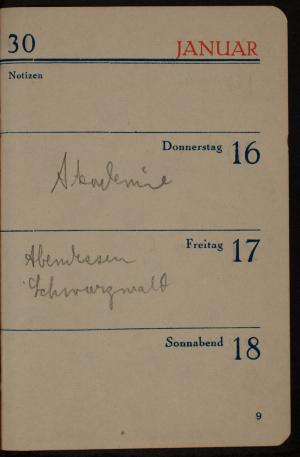 30 JANUAR
Notizen
Donnerstag 16
Akademie
Freitag 17
Abendessen
Schwarzwald
Sonnabend 18
9